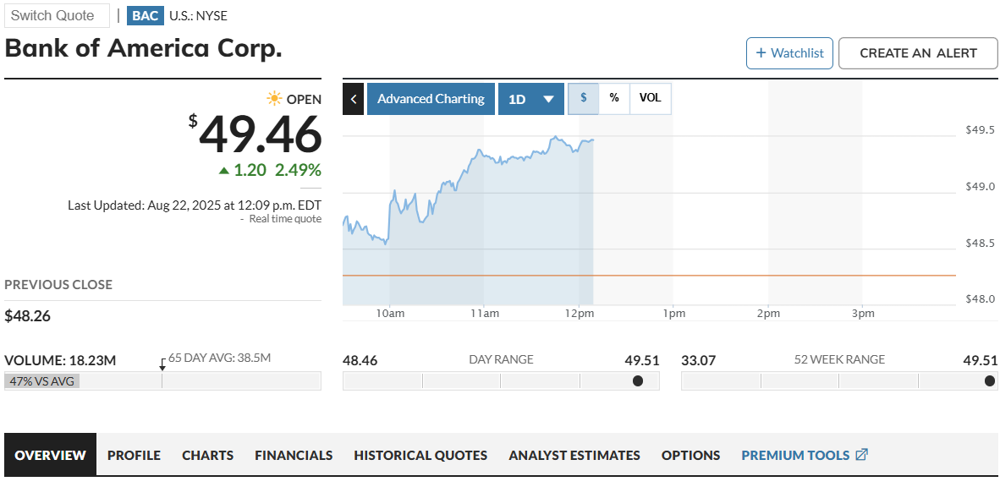 Switch Quote | BAC U.S.: NYSE
Bank of America Corp.
+ Watchlist
CREATE AN ALERT
OPEN
$49.46
1.20 2.49%
Last Updated: Aug 22, 2025 at 12:09 p.m. EDT
- Real time quote
PREVIOUS CLOSE
$48.26
Advanced Charting 1D $ % VOL
$49.5
$49.0
$48.5
$48.0
10am 11am 12pm 1pm 2pm 3pm
VOLUME: 18.23M
65 DAY AVG: 38.5M
47% VS AVG
48.46 DAY RANGE 49.51
33.07 52 WEEK RANGE 49.51
OVERVIEW PROFILE CHARTS FINANCIALS HISTORICAL QUOTES ANALYST ESTIMATES OPTIONS PREMIUM TOOLS